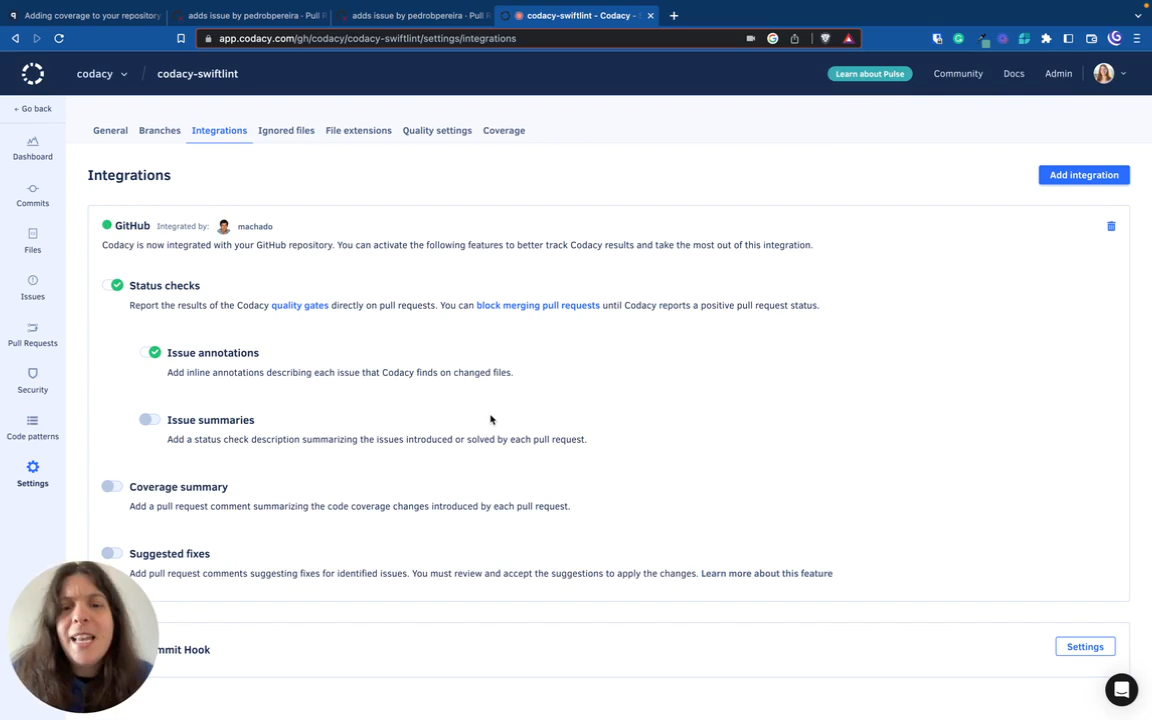 Adding coverage to your repository
adds issue by pedrobpereira · Pull R
adds issue by pedrobpereira · Pull R
codacy-swiftlint - Codacy -
app.codacy.com/gh/codacy/codacy-swiftlint/settings/integrations
codacy / codacy-swiftlint
Learn about Pulse
Community
Docs
Admin
Go back
General
Branches
Integrations
Ignored files
File extensions
Quality settings
Coverage
Dashboard
Commits
Files
Issues
Pull Requests
Security
Code patterns
Settings
Integrations
Add integration
GitHub Integrated by: machado
Codacy is now integrated with your GitHub repository. You can activate the following features to better track Codacy results and take the most out of this integration.
Status checks
Report the results of the Codacy quality gates directly on pull requests. You can block merging pull requests until Codacy reports a positive pull request status.
Issue annotations
Add inline annotations describing each issue that Codacy finds on changed files.
Issue summaries
Add a status check description summarizing the issues introduced or solved by each pull request.
Coverage summary
Add a pull request comment summarizing the code coverage changes introduced by each pull request.
Suggested fixes
Add pull request comments suggesting fixes for identified issues. You must review and accept the suggestions to apply the changes. Learn more about this feature
mmit Hook
Settings